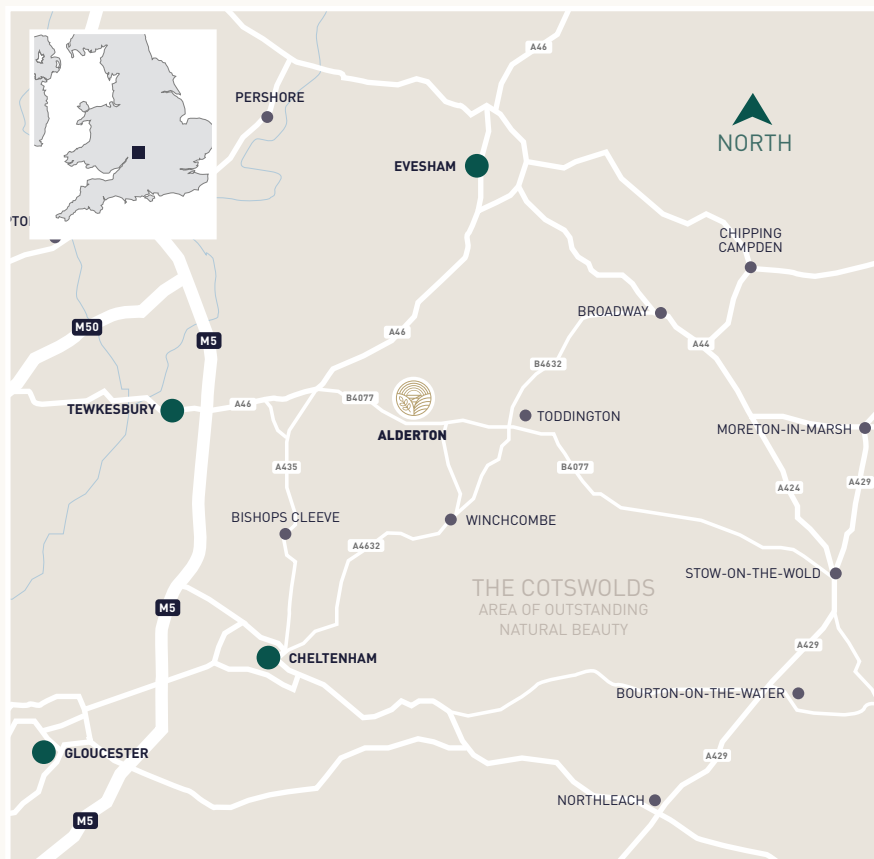 A46
PERSHORE
NORTH
EVESHAM
CHIPPING
CAMPDEN
BROADWAY
M50
A46
M5
A44
B4632
B4077
A46
TEWKESBURY
TODDINGTON
ALDERTON
MORETON-IN-MARSH
A435
B4077
A424
A429
BISHOPS CLEEVE
WINCHCOMBE
A4632
STOW-ON-THE-WOLD
THE COTSWOLDS
AREA OF OUTSTANDING
NATURAL BEAUTY
M5
A429
CHELTENHAM
BOURTON-ON-THE-WATER
GLOUCESTER
A429
NORTHLEACH
M5